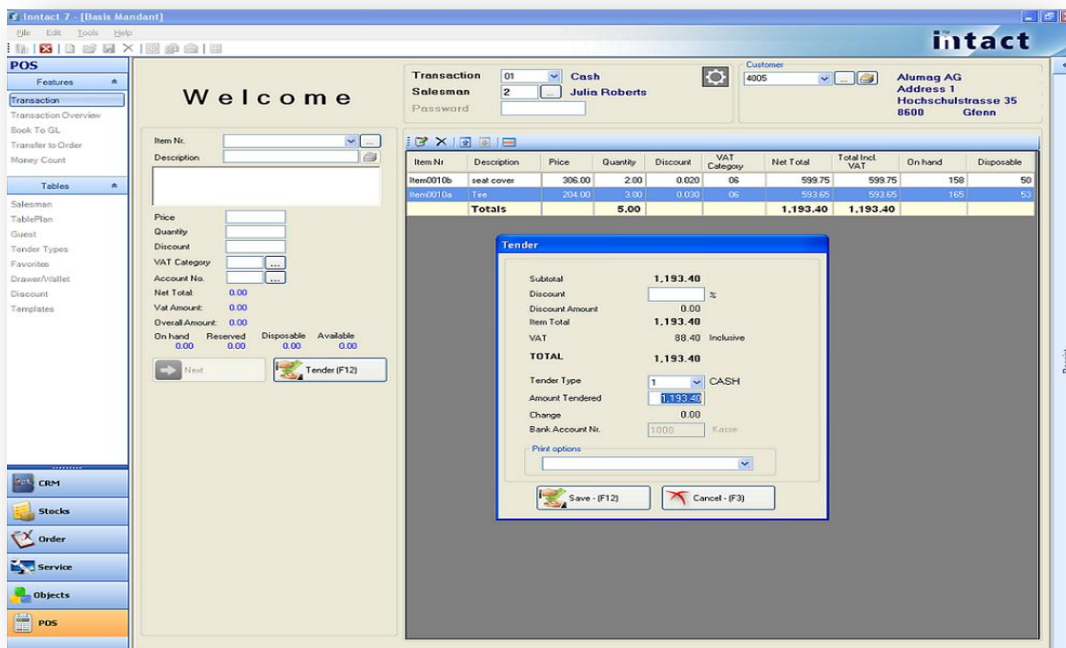 Inntact 7 - [Basis Mandant]
File Edit Tools Help
intact
POS
Features
Transaction
Transaction Overview
Book To GL
Transfer to Order
Money Count
Tables
Salesman
TablePlan
Guest
Tender Types
Favorites
Drawer/Wallet
Discount
Templates
CRM
Stocks
Order
Service
Objects
POS
Welcome
Item Nr.
...
Description
Price
Quantity
Discount
VAT Category ...
Account No. ...
Net Total: 0.00
Vat Amount: 0.00
Overall Amount: 0.00
On hand Reserved Disposable Available
0.00 0.00 0.00 0.00
Next
Tender (F12)
Transaction 01 Cash
Salesman 2 ... Julia Roberts
Password
Customer
4005 ...
Alumag AG
Address 1
Hochschulstrasse 35
8600 Gfenn
Item Nr Description Price Quantity Discount VAT Category Net Total Total Incl. VAT On hand Disposable
Item0010b seat cover 306.00 2.00 0.020 06 599.75 599.75 158 50
Item0010a Tire 204.00 3.00 0.030 06 593.65 593.65 165 53
Totals 5.00 1,193.40 1,193.40
Tender
Subtotal 1,193.40
Discount %
Discount Amount 0.00
Item Total 1,193.40
VAT 88.40 Inclusive
TOTAL 1,193.40
Tender Type 1 CASH
Amount Tendered 1,193.40
Change 0.00
Bank Account Nr. 1000 Kasse
Print options
Save - (F12)
Cancel - (F3)